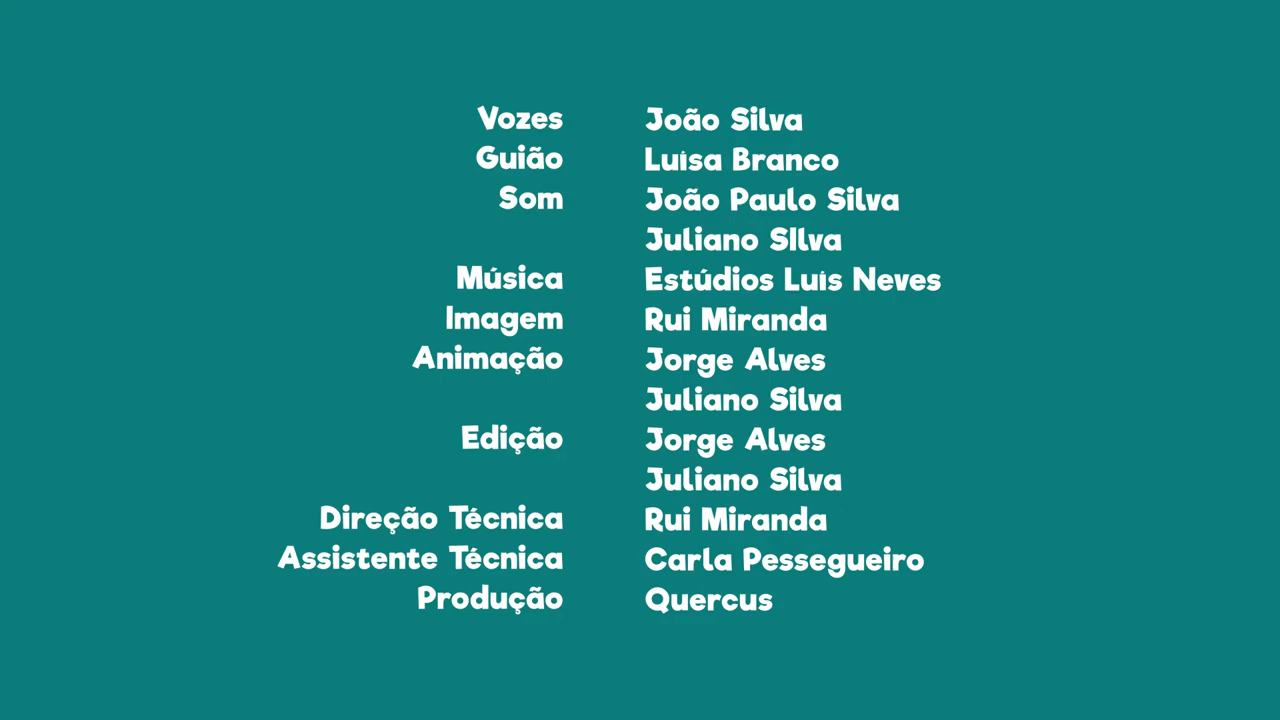 Vozes João Silva
Guião Luísa Branco
Som João Paulo Silva
Juliano SIlva
Música Estúdios Luís Neves
Imagem Rui Miranda
Animação Jorge Alves
Juliano Silva
Edição Jorge Alves
Juliano Silva
Direção Técnica Rui Miranda
Assistente Técnica Carla Pessegueiro
Produção Quercus